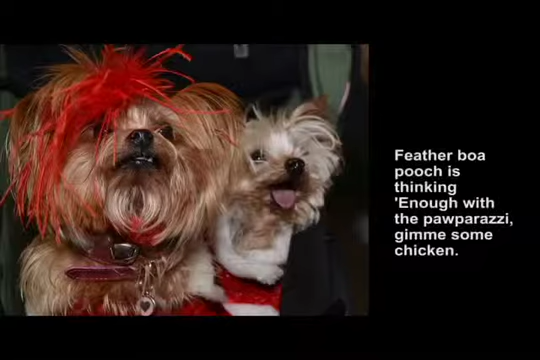 Feather boa
pooch is
thinking
'Enough with
the pawparazzi,
gimme some
chicken.